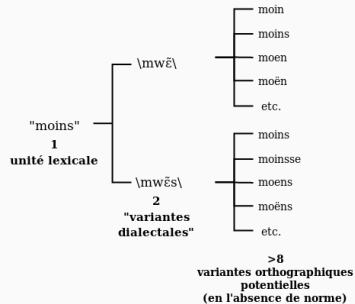 "moins"
1
unité lexicale
\mwɛ̃\
\mwɛ̃s\
2
"variantes
dialectales"
moin
moins
moen
moën
etc.
moins
moinsse
moens
moëns
etc.
>8
variantes orthographiques
potentielles
(en l'absence de norme)